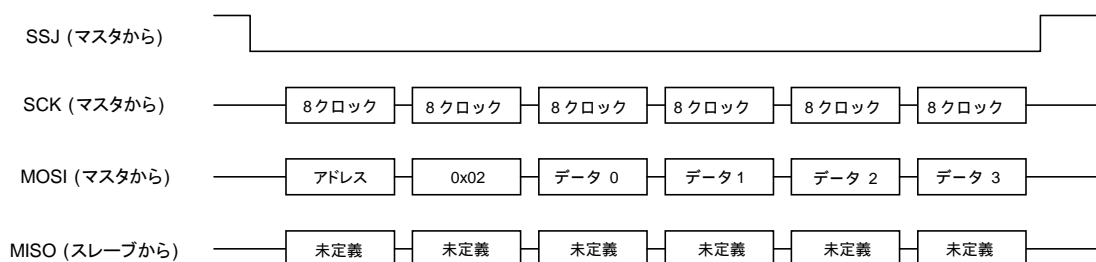 SSJ (マスタから)
SCK (マスタから) 8クロック 8クロック 8クロック 8クロック 8クロック 8クロック
MOSI (マスタから) アドレス 0x02 データ 0 データ 1 データ 2 データ 3
MISO (スレーブから) 未定義 未定義 未定義 未定義 未定義 未定義